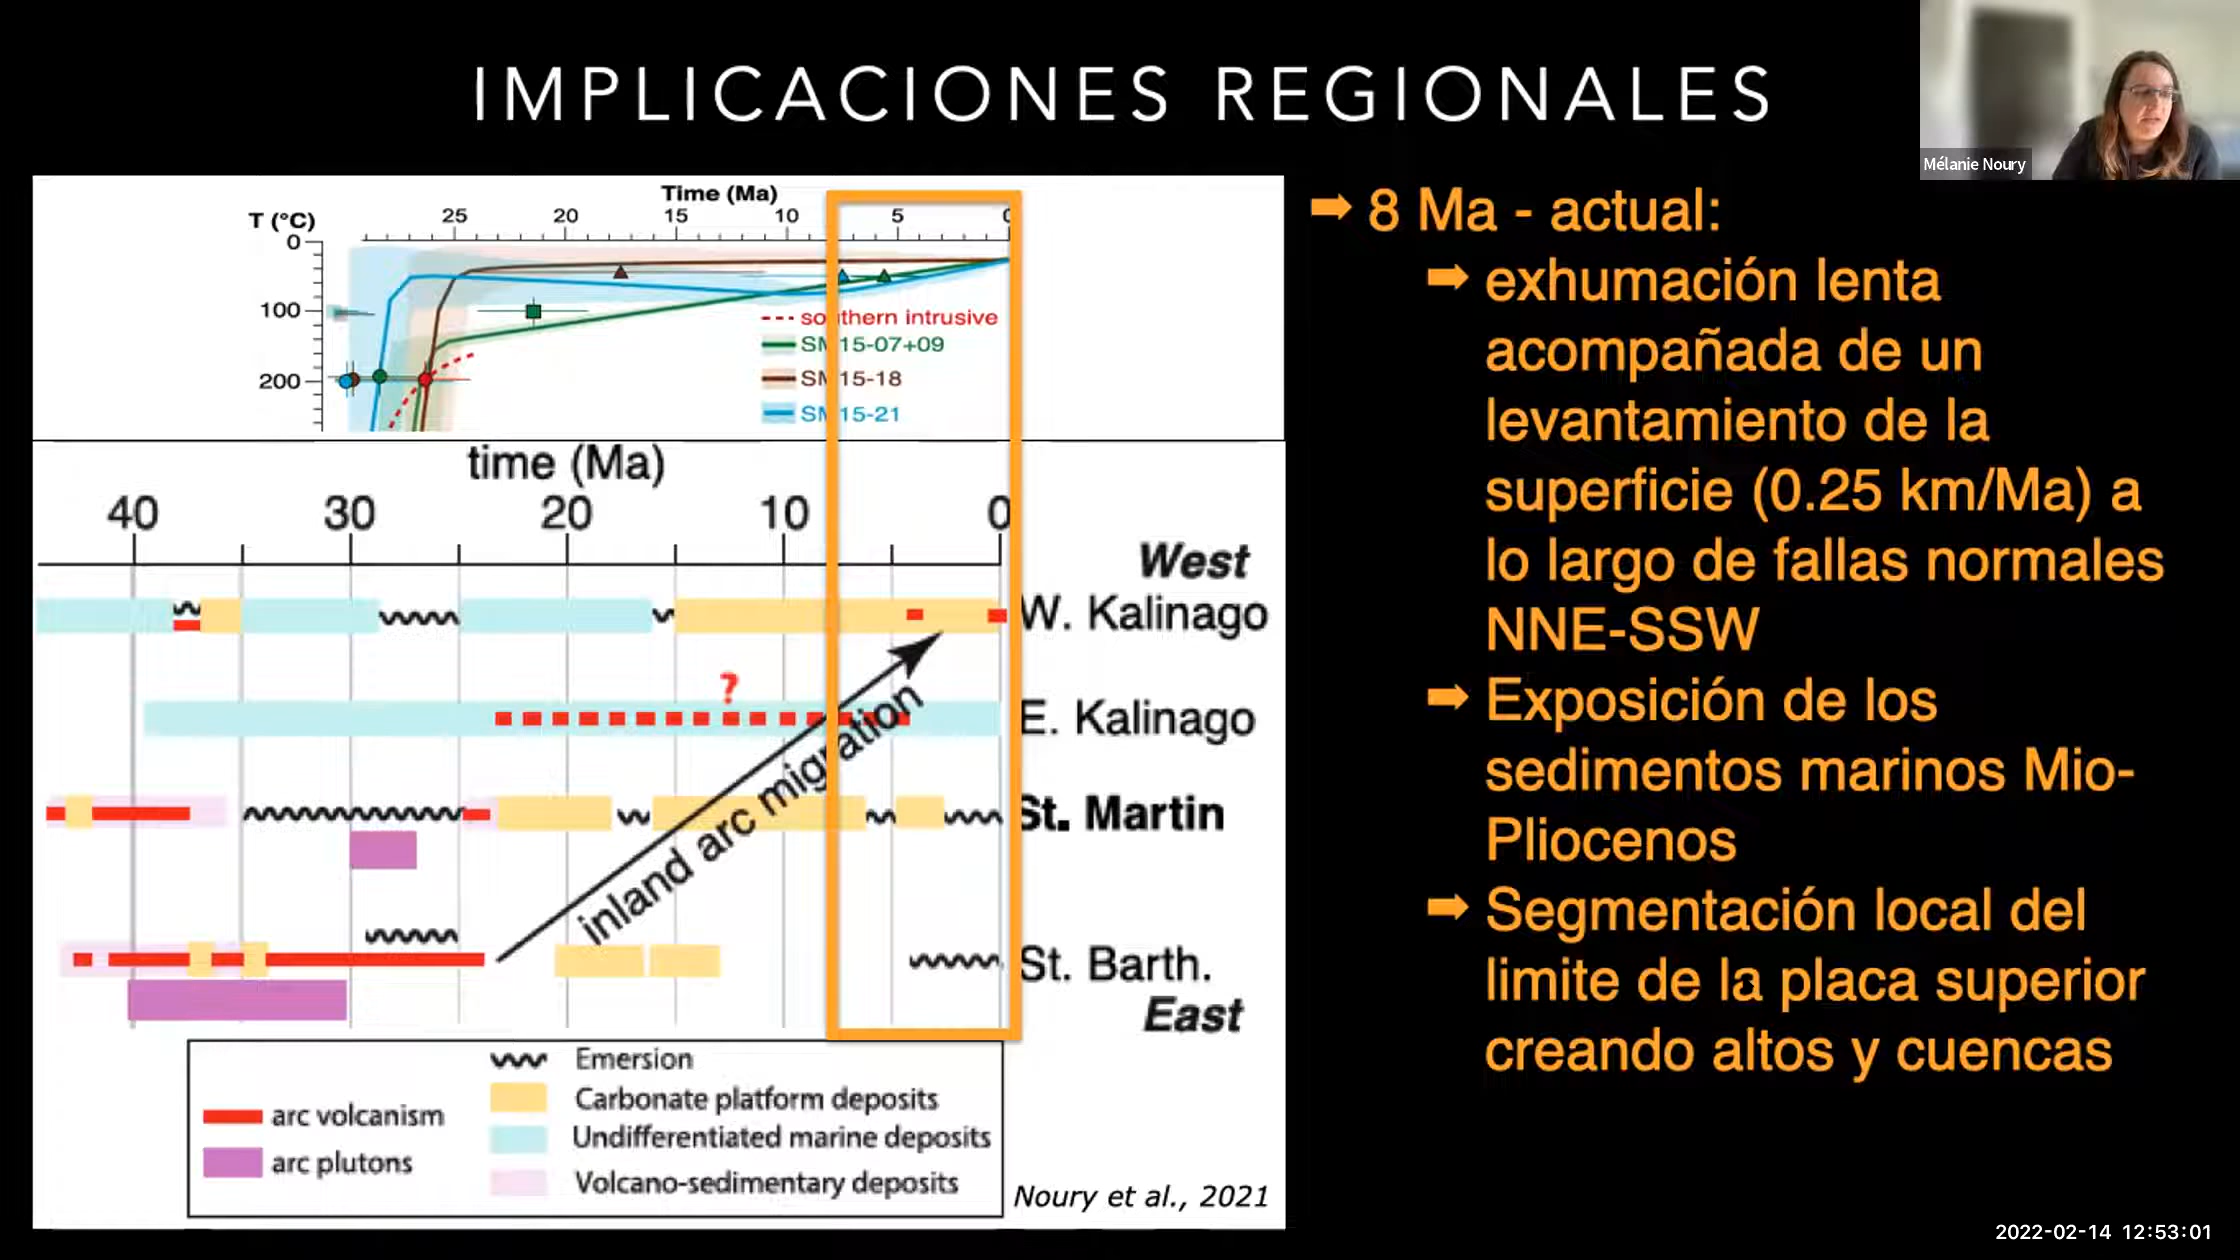 IMPLICACIONES REGIONALES
Mélanie Noury
Time (Ma)
25 20 15 10 5 0
T (°C)
0
100
200
southern intrusive
SM15-07+09
SM15-18
SM15-21
time (Ma)
40 30 20 10 0
West
W. Kalinago
?
E. Kalinago
inland arc migration
St. Martin
St. Barth.
East
arc volcanism
arc plutons
Emersion
Carbonate platform deposits
Undifferentiated marine deposits
Volcano-sedimentary deposits
Noury et al., 2021
➡ 8 Ma - actual:
➡ exhumación lenta
acompañada de un
levantamiento de la
superficie (0.25 km/Ma) a
lo largo de fallas normales
NNE-SSW
➡ Exposición de los
sedimentos marinos Mio-
Pliocenos
➡ Segmentación local del
limite de la placa superior
creando altos y cuencas
2022-02-14 12:53:01